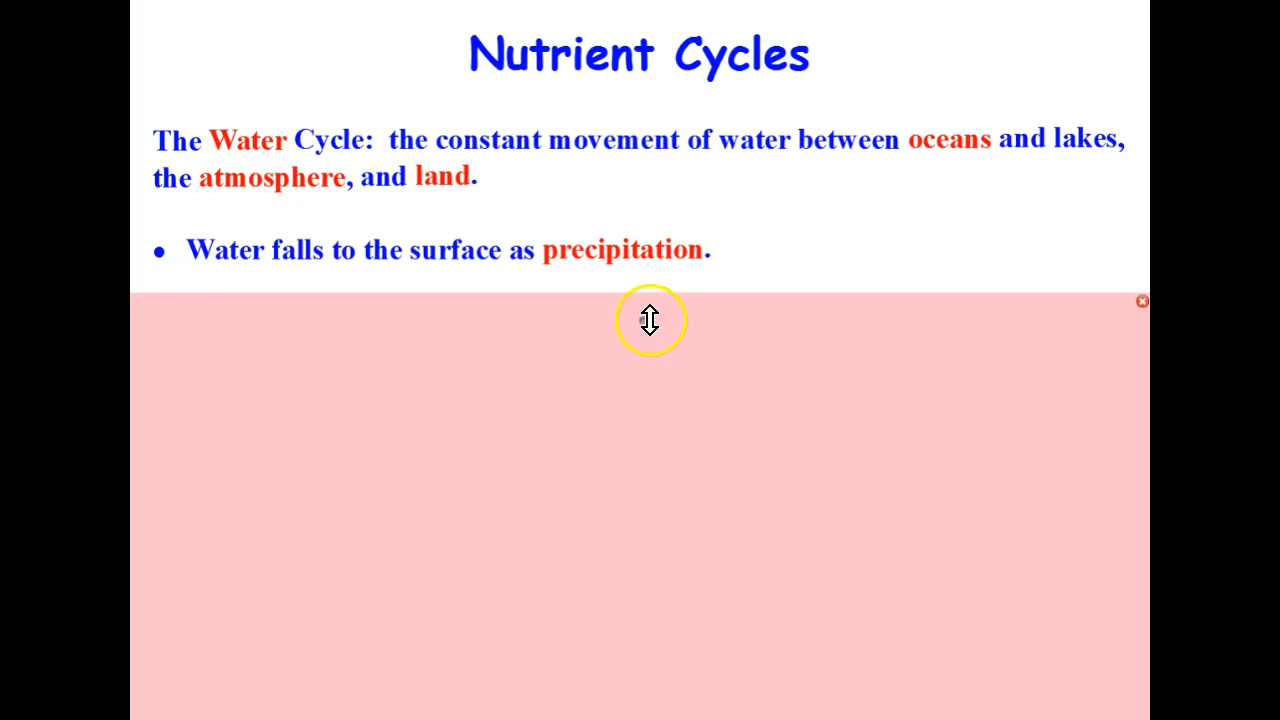 Nutrient Cycles
The Water Cycle: the constant movement of water between oceans and lakes,
the atmosphere, and land.
• Water falls to the surface as precipitation.